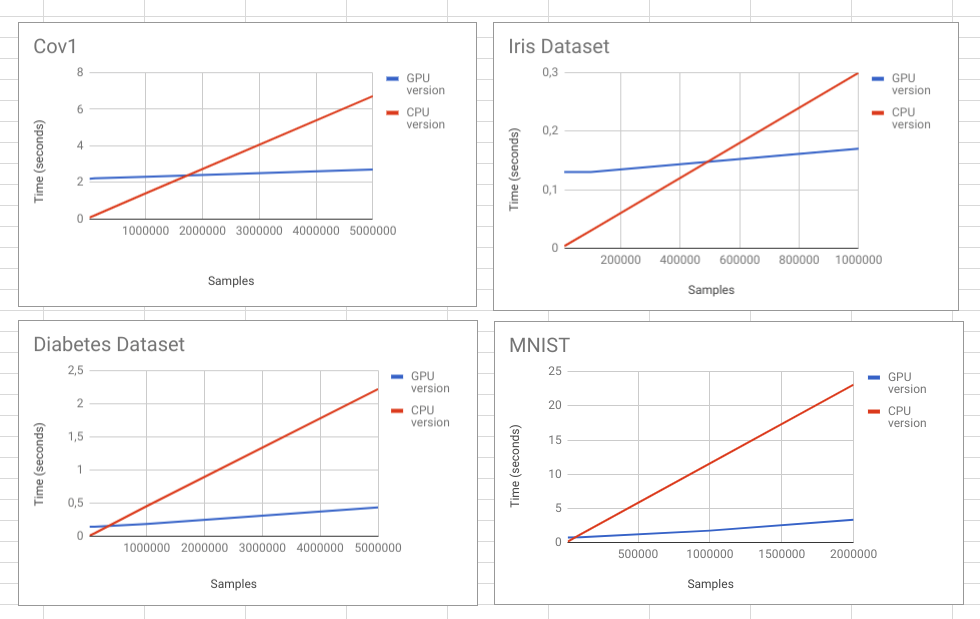 Cov1
8
6
4
2
0
Time (seconds)
1000000 2000000 3000000 4000000 5000000
Samples
GPU
version
CPU
version
Iris Dataset
0,3
0,2
0,1
0
Time (seconds)
200000 400000 600000 800000 1000000
Samples
GPU
version
CPU
version
Diabetes Dataset
2,5
2
1,5
1
0,5
0
Time (seconds)
1000000 2000000 3000000 4000000 5000000
Samples
GPU
version
CPU
version
MNIST
25
20
15
10
5
0
Time (seconds)
500000 1000000 1500000 2000000
Samples
GPU
version
CPU
version